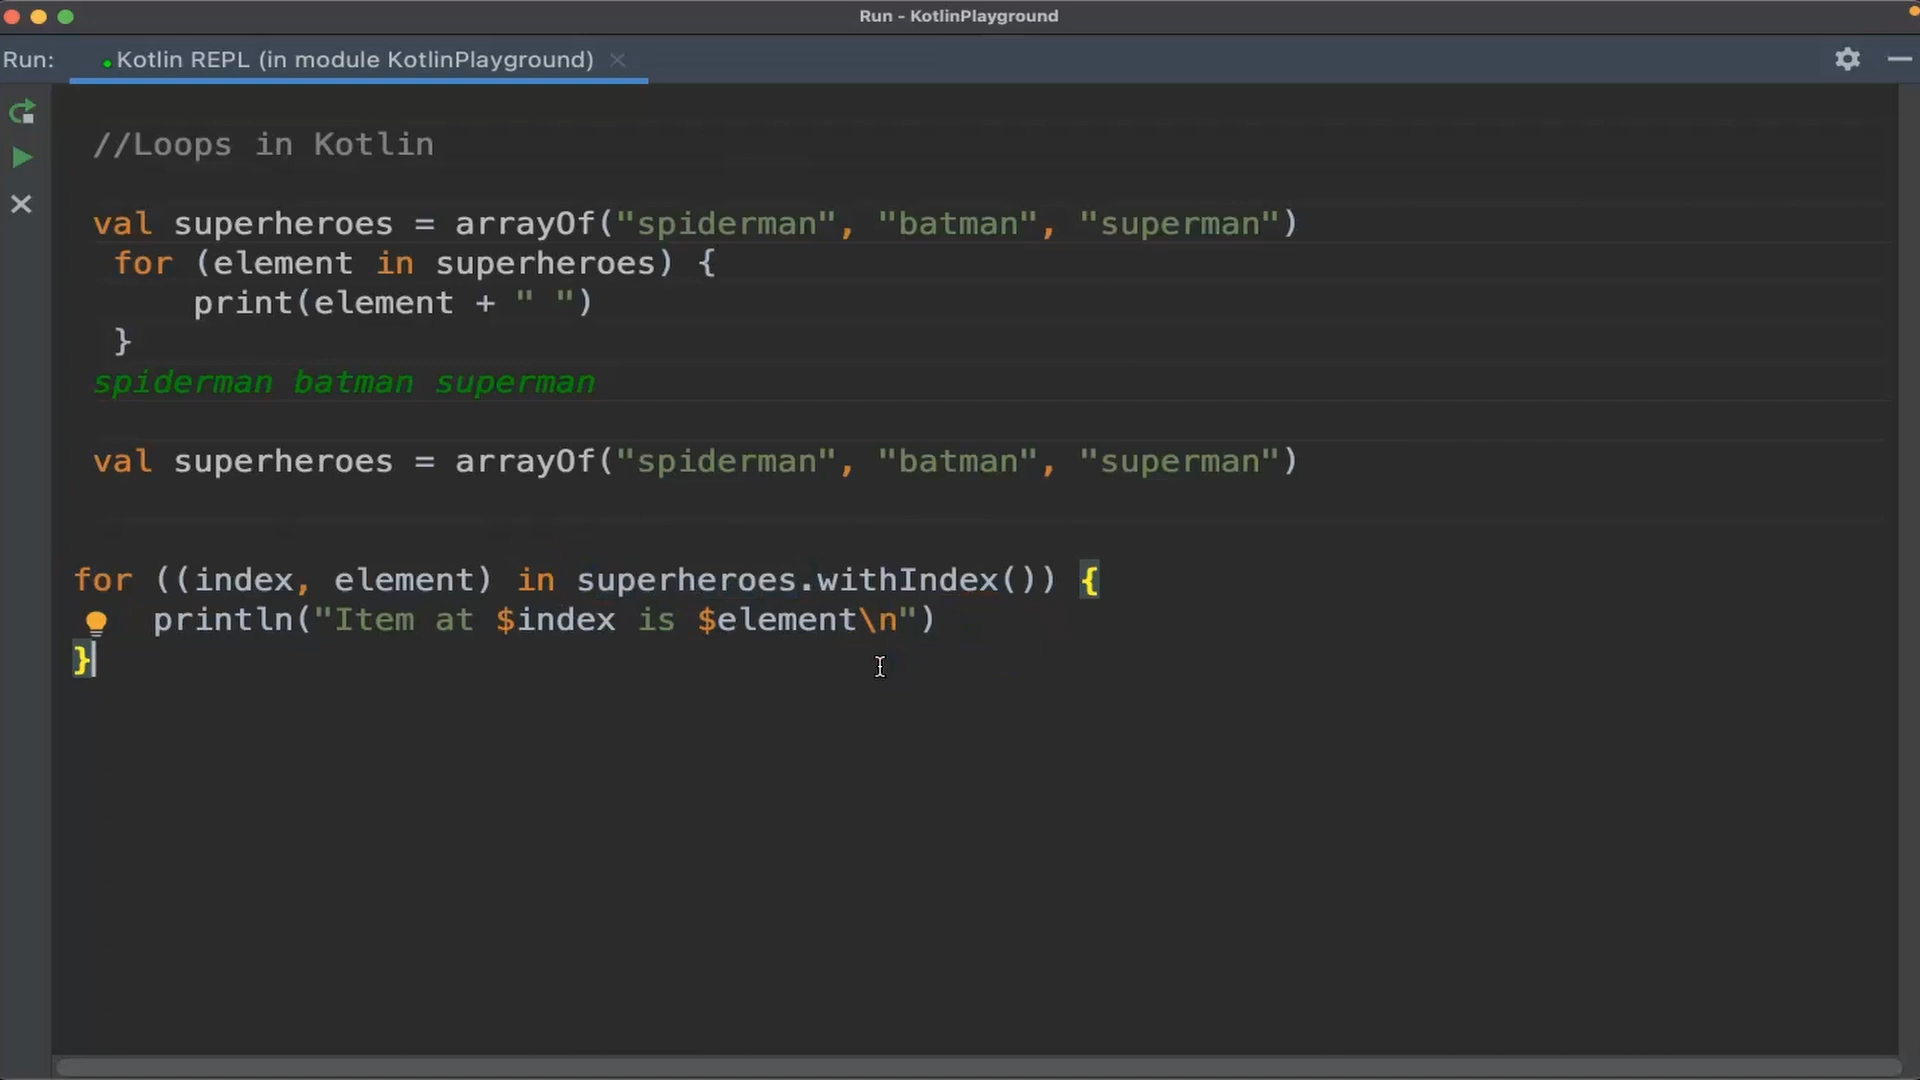 Run - KotlinPlayground
Run: Kotlin REPL (in module KotlinPlayground)
//Loops in Kotlin
val superheroes = arrayOf("spiderman", "batman", "superman")
for (element in superheroes) {
print(element + " ")
}
spiderman batman superman
val superheroes = arrayOf("spiderman", "batman", "superman")
for ((index, element) in superheroes.withIndex()) {
println("Item at $index is $element\n")
}